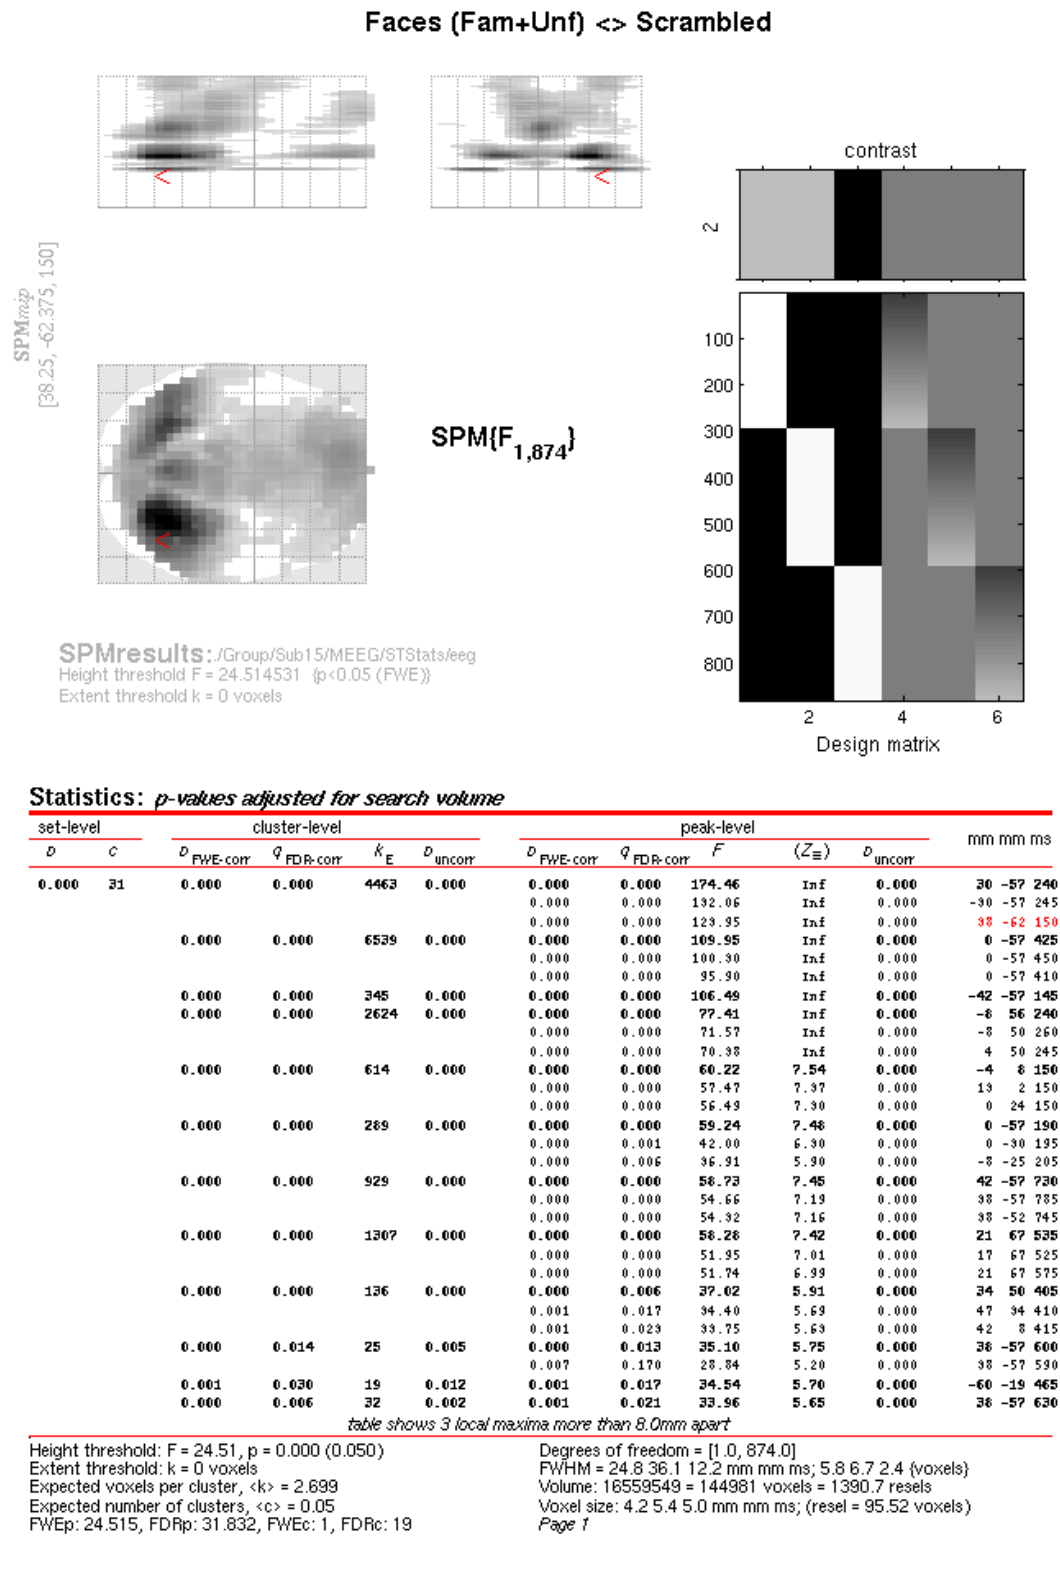 Faces (Fam+Unf) <> Scrambled
SPMmip
[38.25, -62.375, 150]
<
<
<
SPM{F1,874}
SPMresults: ./Group/Sub15/MEEG/STStats/eeg
Height threshold F = 24.514531 {p<0.05 (FWE)}
Extent threshold k = 0 voxels
contrast
2
100
200
300
400
500
600
700
800
2 4 6
Design matrix
Statistics: p-values adjusted for search volume
set-level cluster-level peak-level mm mm ms
p c p FWE-corr q FDR-corr k E p uncorr p FWE-corr q FDR-corr F (Z≡) p uncorr
0.000 31 0.000 0.000 4463 0.000 0.000 0.000 174.46 Inf 0.000 30 -57 240
0.000 0.000 132.06 Inf 0.000 -30 -57 245
0.000 0.000 123.95 Inf 0.000 38 -62 150
0.000 0.000 6539 0.000 0.000 0.000 109.95 Inf 0.000 0 -57 425
0.000 0.000 100.30 Inf 0.000 0 -57 450
0.000 0.000 95.90 Inf 0.000 0 -57 410
0.000 0.000 345 0.000 0.000 0.000 106.49 Inf 0.000 -42 -57 145
0.000 0.000 2624 0.000 0.000 0.000 77.41 Inf 0.000 -8 56 240
0.000 0.000 71.57 Inf 0.000 -8 50 260
0.000 0.000 70.38 Inf 0.000 4 50 245
0.000 0.000 614 0.000 0.000 0.000 60.22 7.54 0.000 -4 8 150
0.000 0.000 57.47 7.37 0.000 13 2 150
0.000 0.000 56.49 7.30 0.000 0 24 150
0.000 0.000 289 0.000 0.000 0.000 59.24 7.48 0.000 0 -57 190
0.000 0.001 42.00 6.30 0.000 0 -30 195
0.000 0.006 36.91 5.90 0.000 -8 -25 205
0.000 0.000 929 0.000 0.000 0.000 58.73 7.45 0.000 42 -57 730
0.000 0.000 54.66 7.19 0.000 38 -57 785
0.000 0.000 54.32 7.16 0.000 38 -52 745
0.000 0.000 1307 0.000 0.000 0.000 58.28 7.42 0.000 21 67 535
0.000 0.000 51.95 7.01 0.000 17 67 525
0.000 0.000 51.74 6.99 0.000 21 67 575
0.000 0.000 136 0.000 0.000 0.006 37.02 5.91 0.000 34 50 405
0.001 0.017 34.40 5.69 0.000 47 34 410
0.001 0.023 33.75 5.63 0.000 42 8 415
0.000 0.014 25 0.005 0.000 0.013 35.10 5.75 0.000 38 -57 600
0.007 0.170 28.84 5.20 0.000 38 -57 590
0.001 0.030 19 0.012 0.001 0.017 34.54 5.70 0.000 -60 -19 465
0.000 0.006 32 0.002 0.001 0.021 33.96 5.65 0.000 38 -57 630
table shows 3 local maxima more than 8.0mm apart
Height threshold: F = 24.51, p = 0.000 (0.050)
Extent threshold: k = 0 voxels
Expected voxels per cluster, <k> = 2.699
Expected number of clusters, <c> = 0.05
FWEp: 24.515, FDRp: 31.832, FWEc: 1, FDRc: 19
Degrees of freedom = [1.0, 874.0]
FWHM = 24.8 36.1 12.2 mm mm ms; 5.8 6.7 2.4 {voxels}
Volume: 16559549 = 144981 voxels = 1390.7 resels
Voxel size: 4.2 5.4 5.0 mm mm ms; (resel = 95.52 voxels)
Page 1